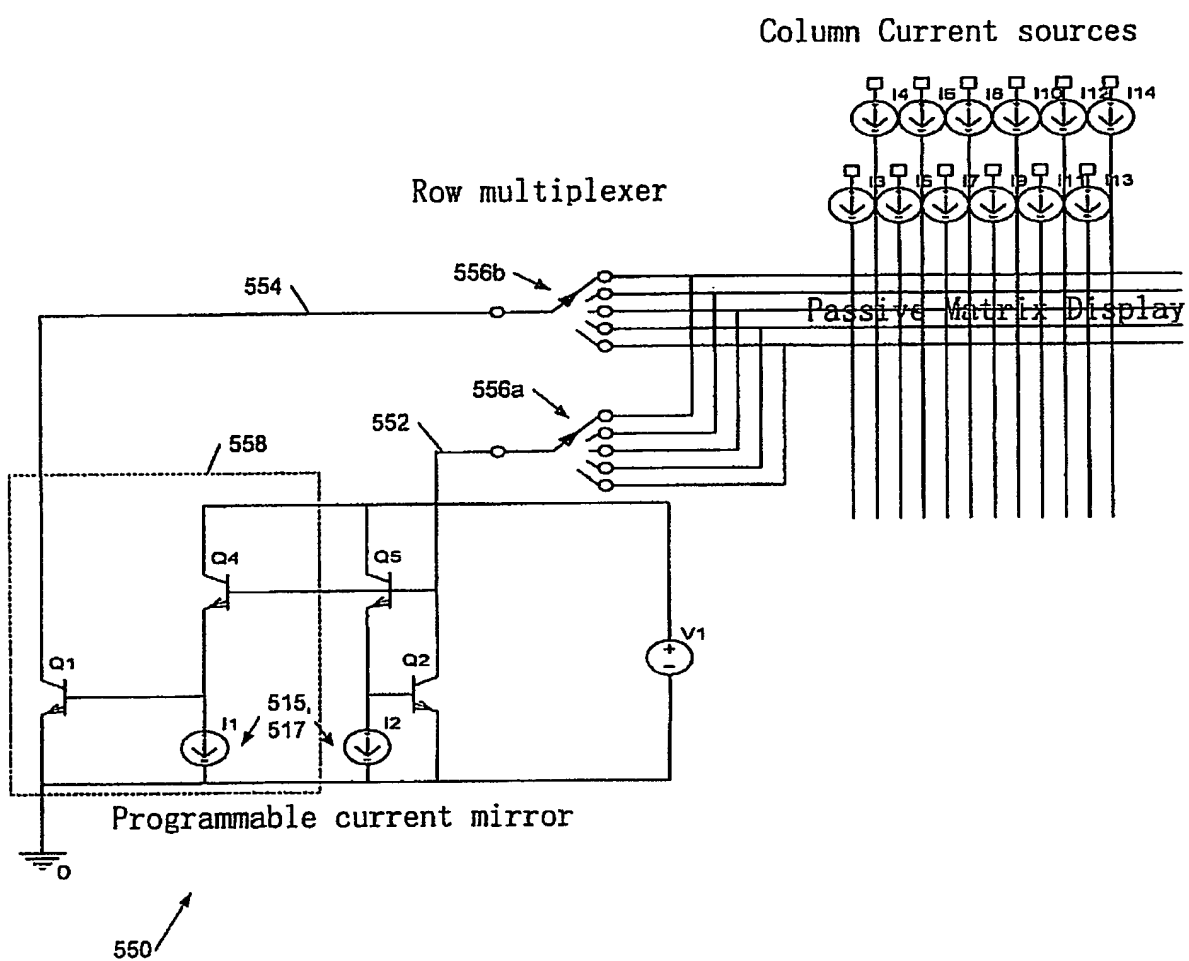 Column Current sources
I4 I6 I8 I10 I12 I14
I3 I5 I7 I9 I11 I13
Row multiplexer
556b
554
Passive Matrix Display
556a
552
558
Q4 Q5
V1
Q1 Q2
515,
517
I1 I2
Programmable current mirror
0
550